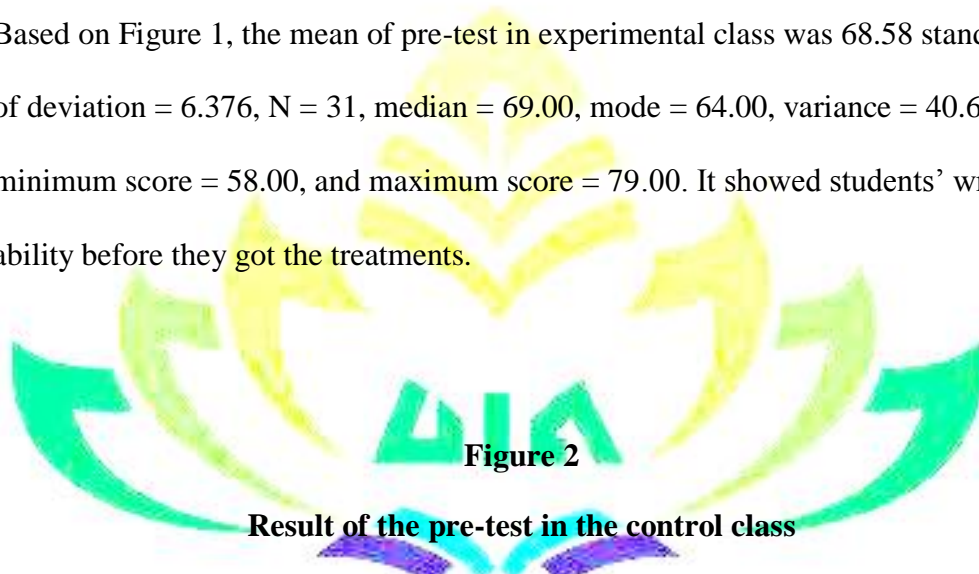 Based on Figure 1, the mean of pre-test in experimental class was 68.58 stand
of deviation = 6.376, N = 31, median = 69.00, mode = 64.00, variance = 40.6
minimum score = 58.00, and maximum score = 79.00. It showed students’ wr
ability before they got the treatments.
UIN
Figure 2
Result of the pre-test in the control class